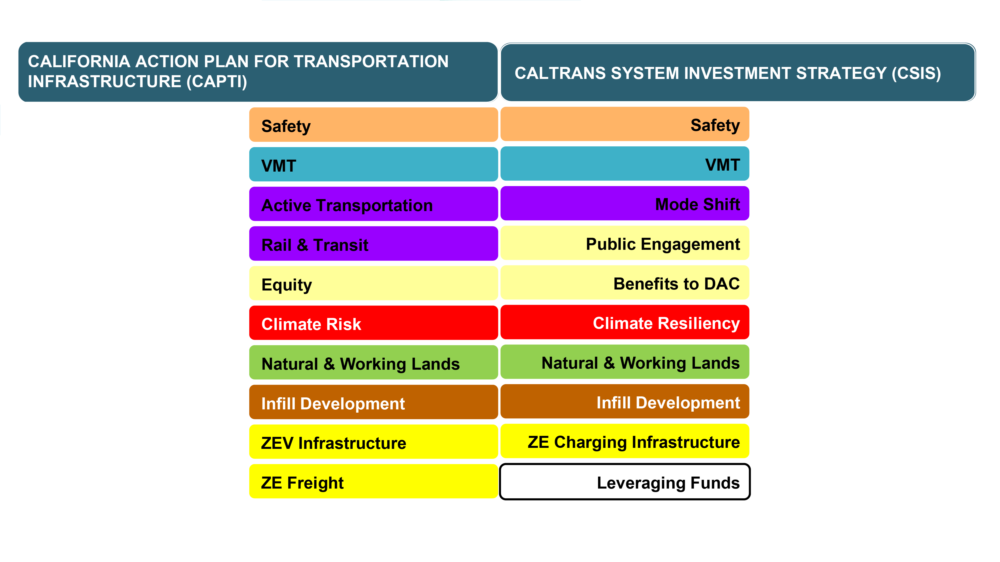 CALIFORNIA ACTION PLAN FOR TRANSPORTATION
INFRASTRUCTURE (CAPTI)
CALTRANS SYSTEM INVESTMENT STRATEGY (CSIS)
Safety
Safety
VMT
VMT
Active Transportation
Mode Shift
Rail & Transit
Public Engagement
Equity
Benefits to DAC
Climate Risk
Climate Resiliency
Natural & Working Lands
Natural & Working Lands
Infill Development
Infill Development
ZEV Infrastructure
ZE Charging Infrastructure
ZE Freight
Leveraging Funds